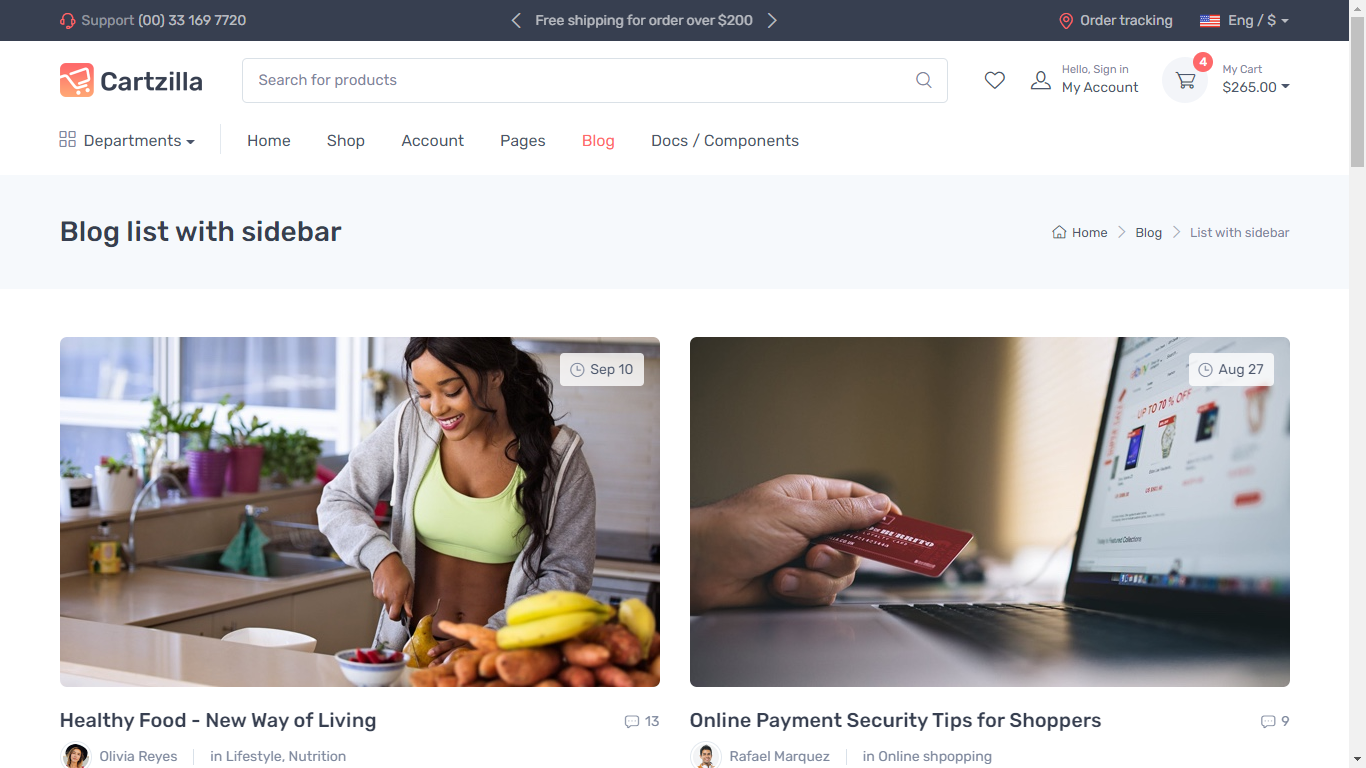 Support (00) 33 169 7720
Free shipping for order over $200
Order tracking
Eng / $
Cartzilla
Search for products
Hello, Sign in
My Account
4
My Cart
$265.00
Departments
Home
Shop
Account
Pages
Blog
Docs / Components
Blog list with sidebar
Home
Blog
List with sidebar
Sep 10
Aug 27
UP TO 70 % OFF
BURRITO
Healthy Food - New Way of Living
13
Online Payment Security Tips for Shoppers
9
Olivia Reyes
in Lifestyle, Nutrition
Rafael Marquez
in Online shpopping